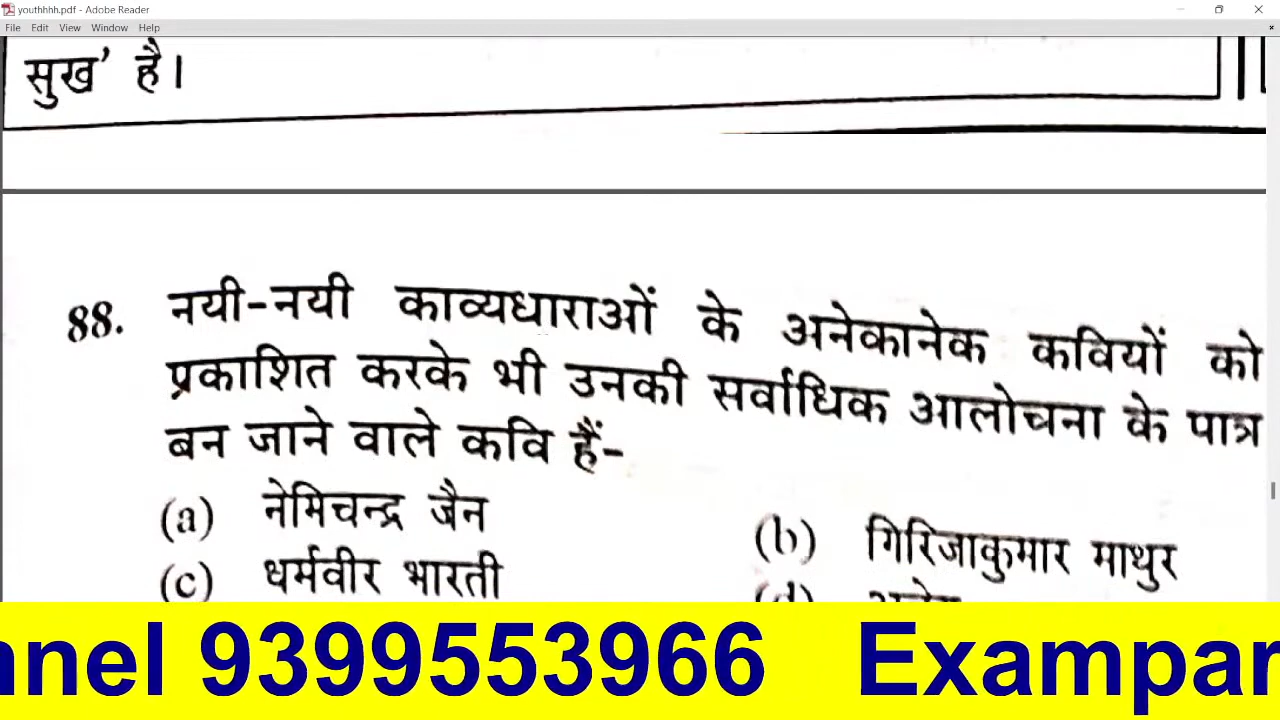 youthhhh.pdf - Adobe Reader
File Edit View Window Help
सुख' है।
88. नयी-नयी काव्यधाराओं के अनेकानेक कवियों को
प्रकाशित करके भी उनकी सर्वाधिक आलोचना के पात्र
बन जाने वाले कवि हैं-
(a) नेमिचन्द्र जैन
(b) गिरिजाकुमार माथुर
(c) धर्मवीर भारती
(d)
nnel 9399553966 Exampar